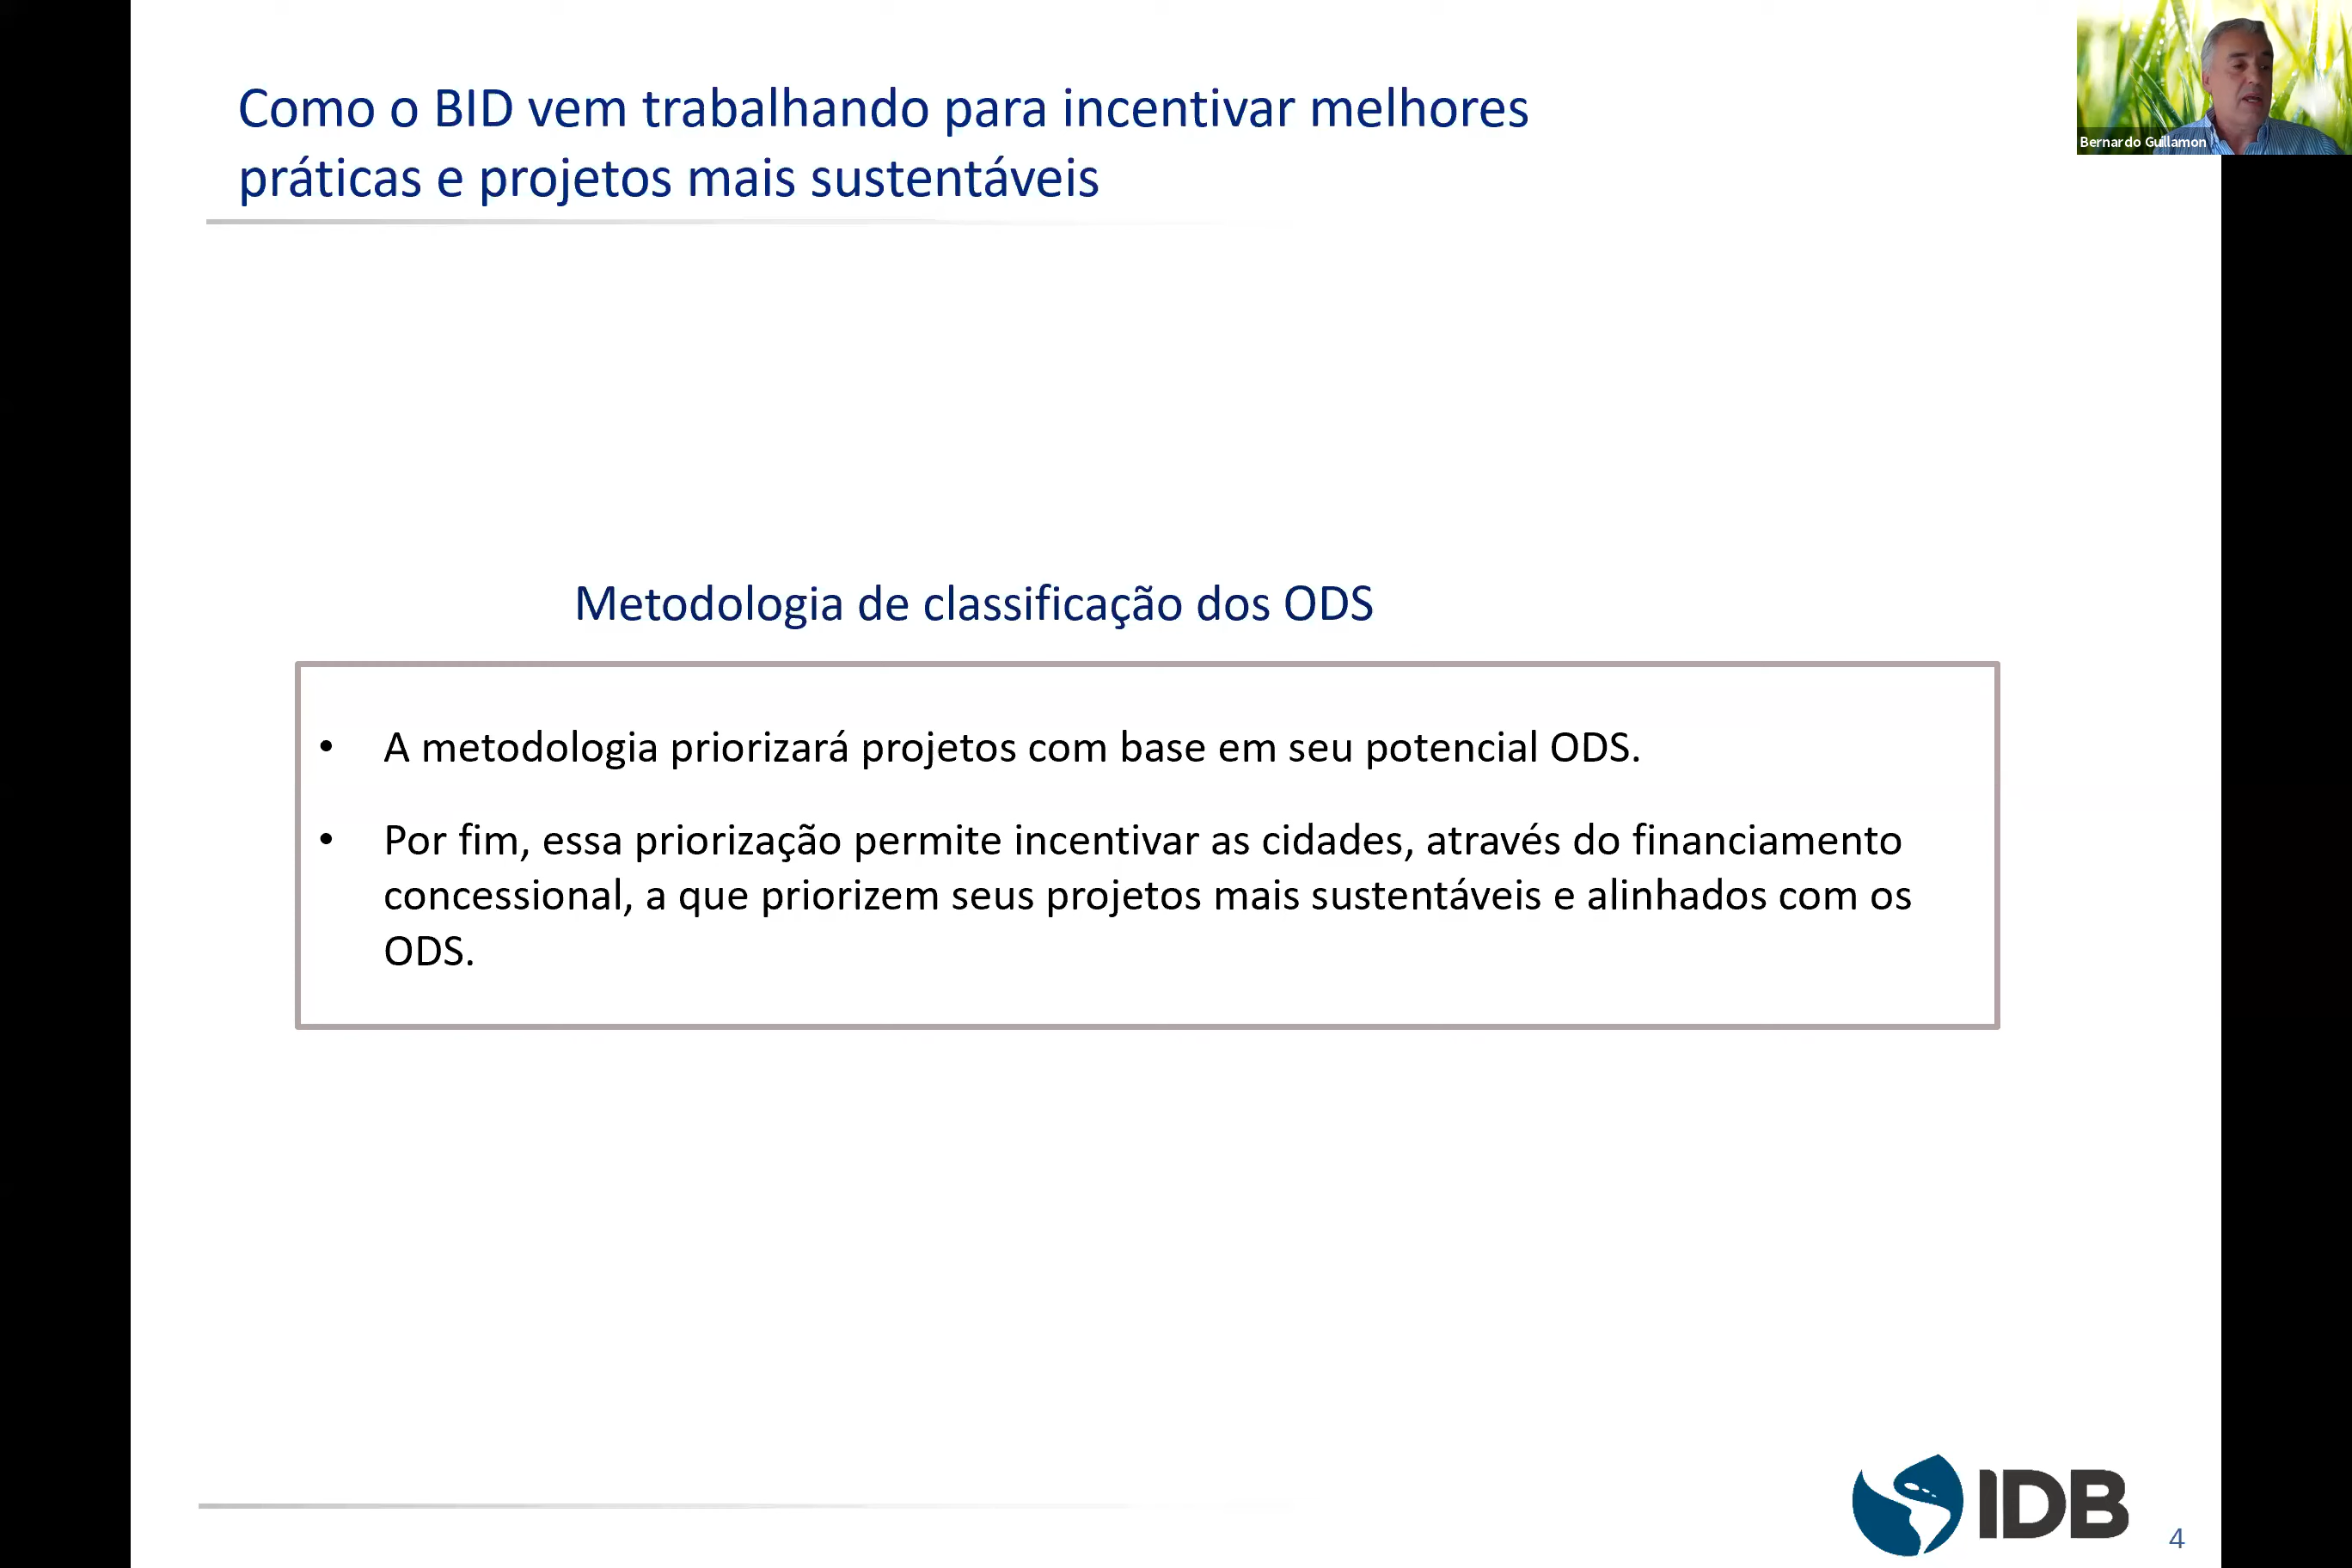 Como o BID vem trabalhando para incentivar melhores
práticas e projetos mais sustentáveis
Bernardo Guillamon
Metodologia de classificação dos ODS
• A metodologia priorizará projetos com base em seu potencial ODS.
• Por fim, essa priorização permite incentivar as cidades, através do financiamento
concessional, a que priorizem seus projetos mais sustentáveis e alinhados com os
ODS.
IDB
4